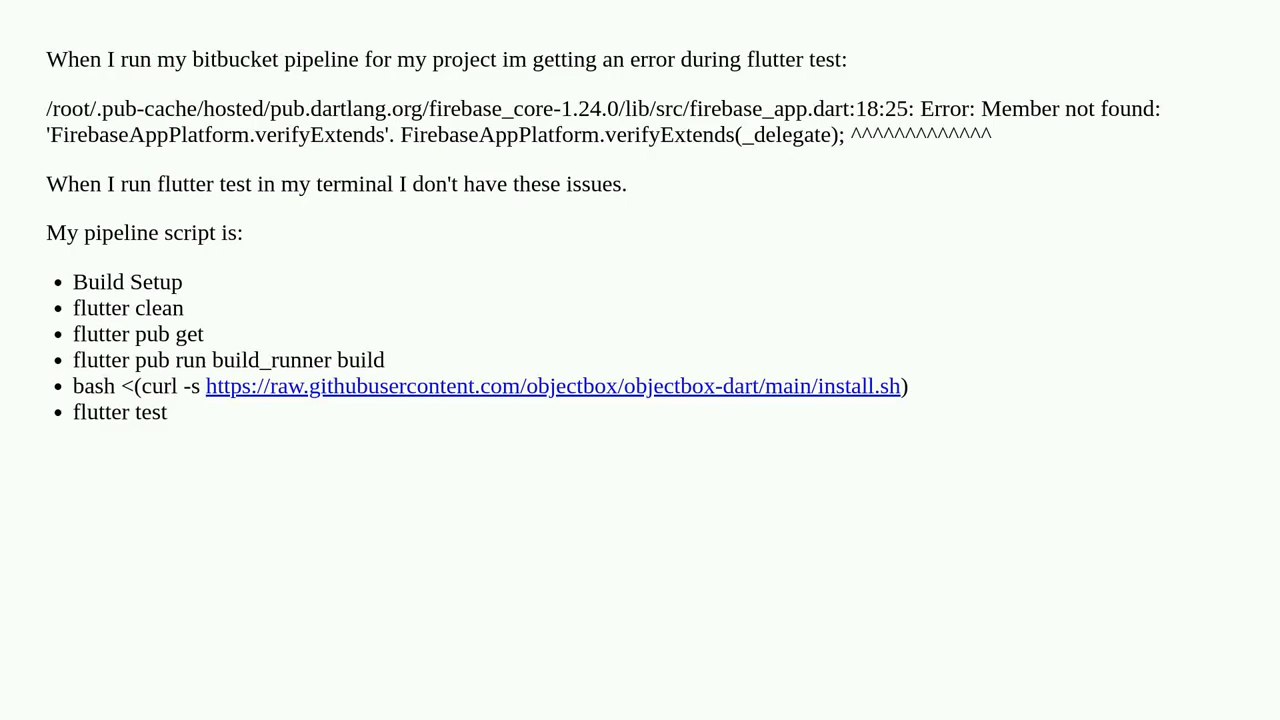 When I run my bitbucket pipeline for my project im getting an error during flutter test:
/root/.pub-cache/hosted/pub.dartlang.org/firebase_core-1.24.0/lib/src/firebase_app.dart:18:25: Error: Member not found:
'FirebaseAppPlatform.verifyExtends'. FirebaseAppPlatform.verifyExtends(_delegate); ^^^^^^^^^^^^^
When I run flutter test in my terminal I don't have these issues.
My pipeline script is:
• Build Setup
• flutter clean
• flutter pub get
• flutter pub run build_runner build
• bash <(curl -s https://raw.githubusercontent.com/objectbox/objectbox-dart/main/install.sh)
• flutter test